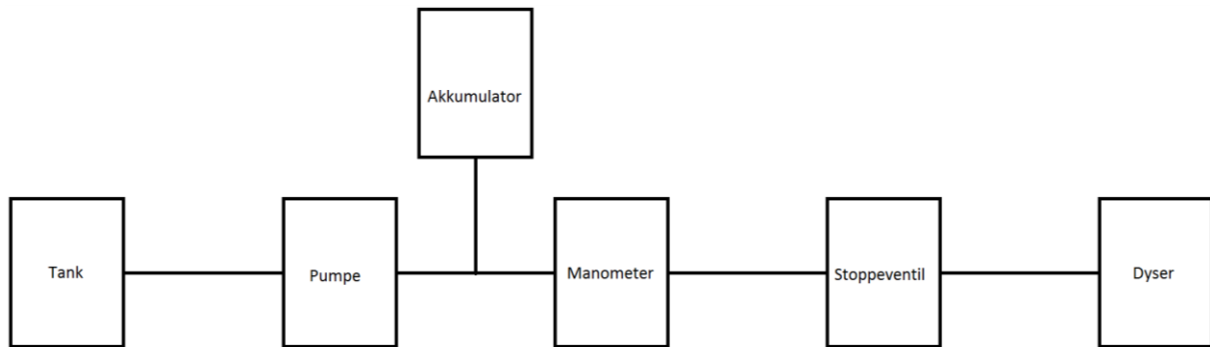 Akkumulator
Tank
Pumpe
Manometer
Stoppeventil
Dyser